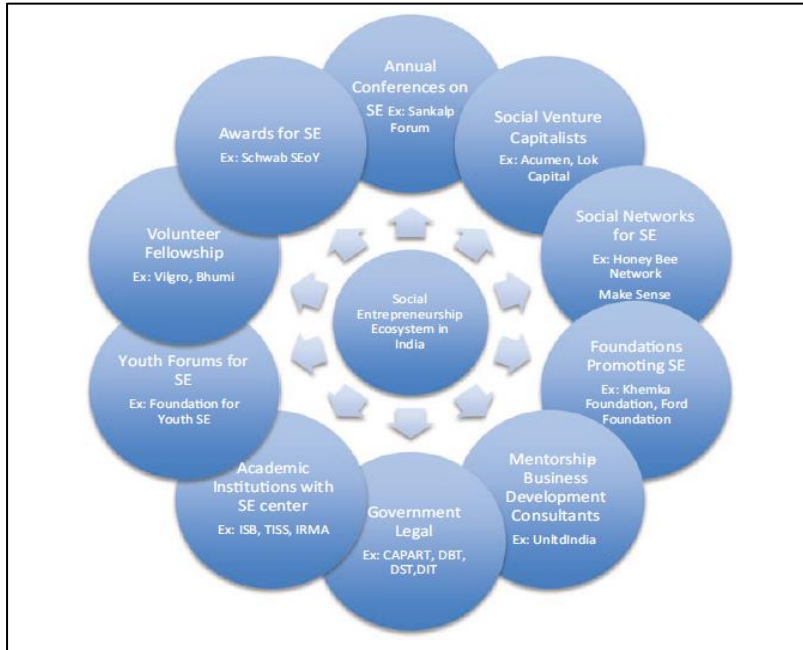 Annual
Conferences on
SE Ex: Sankalp
Forum
Social Venture
Capitalists
Ex: Acumen, Lok
Capital
Social Networks
for SE
Ex: Honey Bee
Network
Make Sense
Foundations
Promoting SE
Ex: Khemka
Foundation, Ford
Foundation
Mentorship-
Business
Development
Consultants
Ex: UnltdIndia
Government
Legal
Ex: CAPART, DBT,
DST,DIT
Academic
Institutions with
SE center
Ex: ISB, TISS, IRMA
Youth Forums for
SE
Ex: Foundation for
Youth SE
Volunteer
Fellowship
Ex: Vilgro, Bhumi
Awards for SE
Ex: Schwab SEoY
Social
Entrepreneurship
Ecosystem in
India